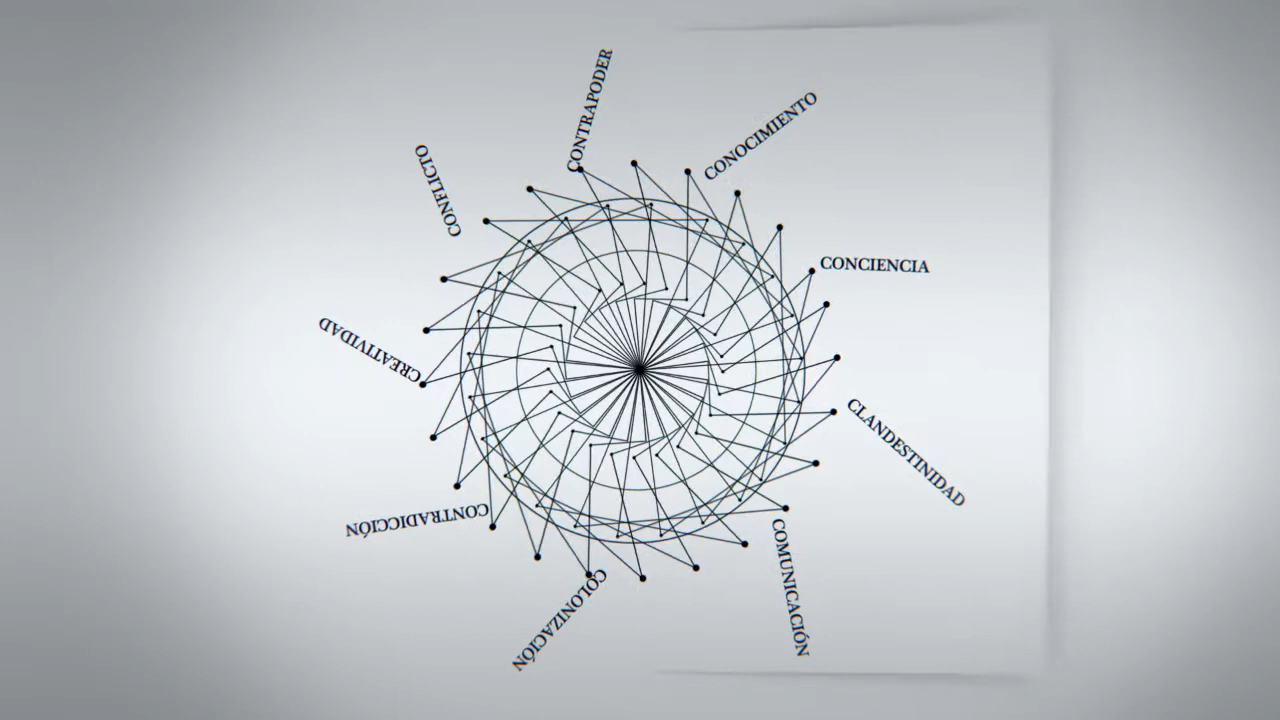 CONTRAPODER
CONOCIMIENTO
CONCIENCIA
CLANDESTINIDAD
COMUNICACIÓN
COLONIZACIÓN
CONTRADICCIÓN
CREATIVIDAD
CONFLICTO